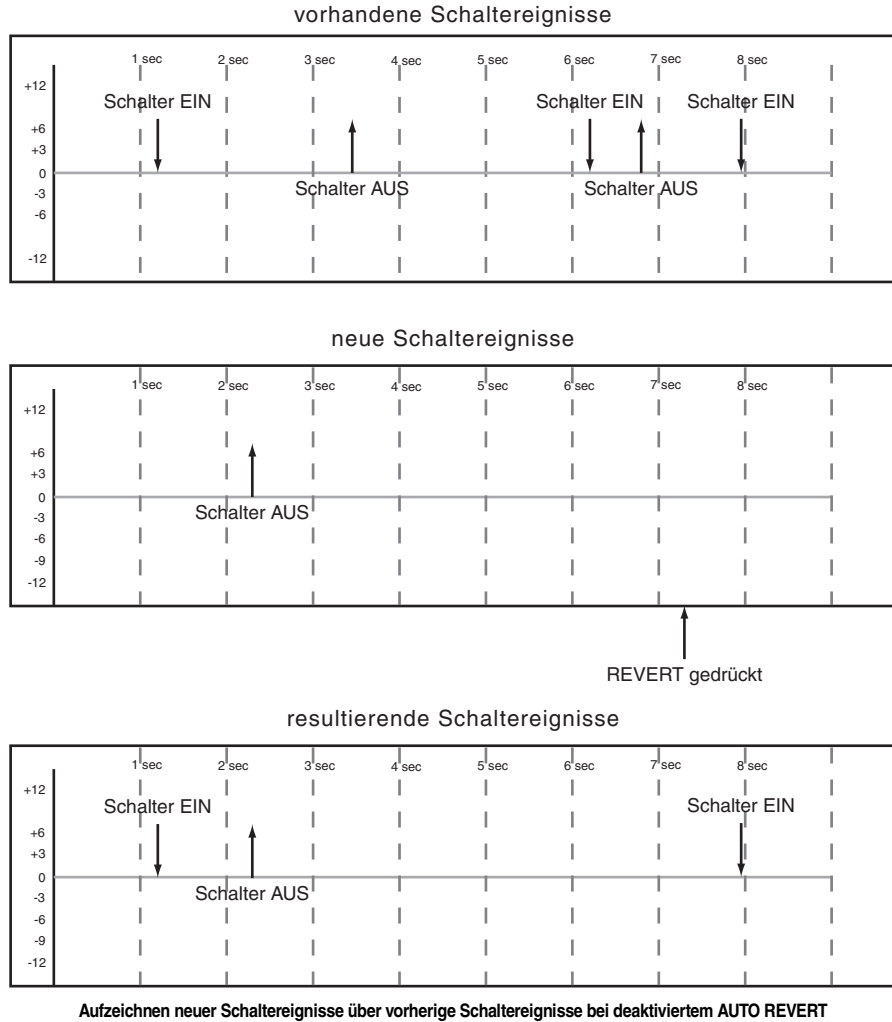 vorhandene Schaltereignisse
1 sec 2 sec 3 sec 4 sec 5 sec 6 sec 7 sec 8 sec
+12
Schalter EIN Schalter EIN Schalter EIN
+6
+3
0
-3
Schalter AUS Schalter AUS
-6
-12
neue Schaltereignisse
1 sec 2 sec 3 sec 4 sec 5 sec 6 sec 7 sec 8 sec
+12
+6
+3
0
-3
Schalter AUS
-6
-9
-12
REVERT gedrückt
resultierende Schaltereignisse
1 sec 2 sec 3 sec 4 sec 5 sec 6 sec 7 sec 8 sec
+12
Schalter EIN Schalter EIN
+6
+3
0
-3
Schalter AUS
-6
-9
-12
Aufzeichnen neuer Schaltereignisse über vorherige Schaltereignisse bei deaktiviertem AUTO REVERT